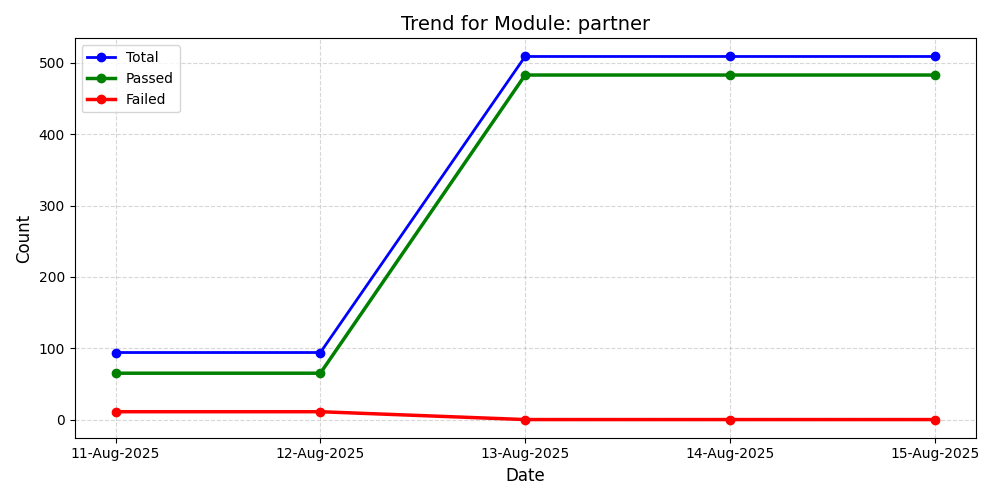 Trend for Module: partner
Total
Passed
Failed
500
400
300
200
100
0
Count
11-Aug-2025
12-Aug-2025
13-Aug-2025
14-Aug-2025
15-Aug-2025
Date